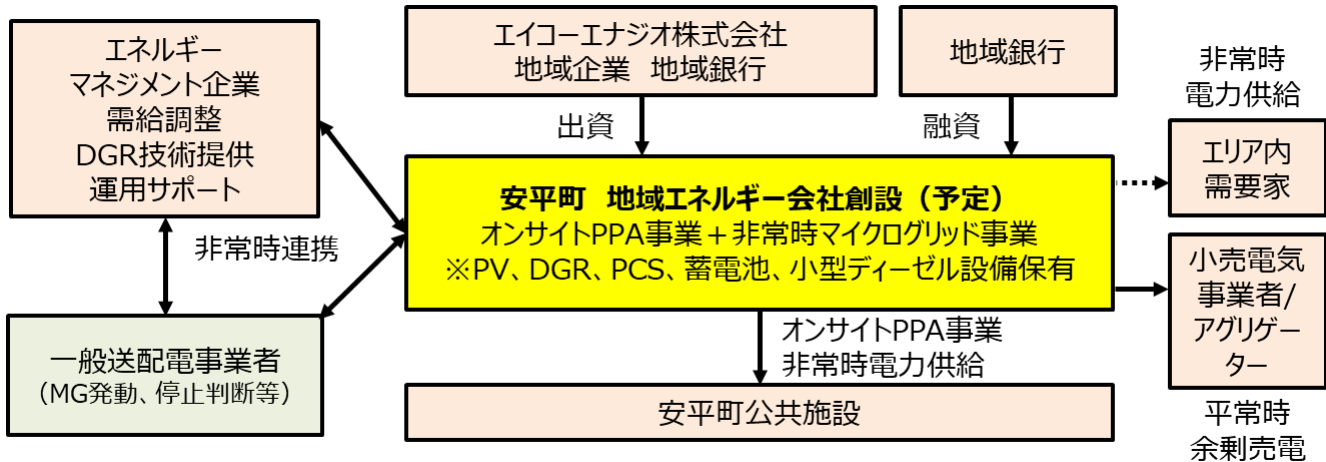 エネルギー
マネジメント企業
需給調整
DGR技術提供
運用サポート
エイコーエナジオ株式会社
地域企業 地域銀行
地域銀行
出資
融資
非常時
電力供給
エリア内
需要家
安平町 地域エネルギー会社創設（予定）
オンサイトPPA事業＋非常時マイクログリッド事業
※PV、DGR、PCS、蓄電池、小型ディーゼル設備保有
非常時連携
小売電気
事業者/
アグリゲー
ター
平常時
余剰売電
一般送配電事業者
（MG発動、停止判断等）
オンサイトPPA事業
非常時電力供給
安平町公共施設